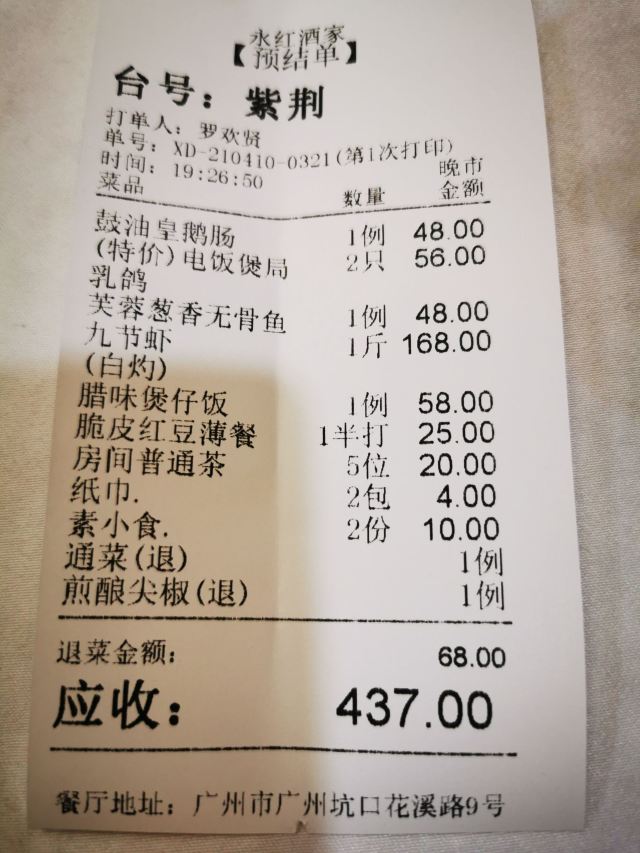 永红酒家
【预结单】
台号：紫荆
打单人：罗欢贤
单号：XD-210410-0321(第1次打印)
时间：19:26:50 晚市
菜品 数量 金额
鼓油皇鹅肠 1例 48.00
(特价)电饭煲局 2只 56.00
乳鸽
芙蓉葱香无骨鱼 1例 48.00
九节虾 1斤 168.00
(白灼)
腊味煲仔饭 1例 58.00
脆皮红豆薄餐 1半打 25.00
房间普通茶 5位 20.00
纸巾. 2包 4.00
素小食. 2份 10.00
通菜(退) 1例
煎酿尖椒(退) 1例
退菜金额： 68.00
应收： 437.00
餐厅地址：广州市广州坑口花溪路9号